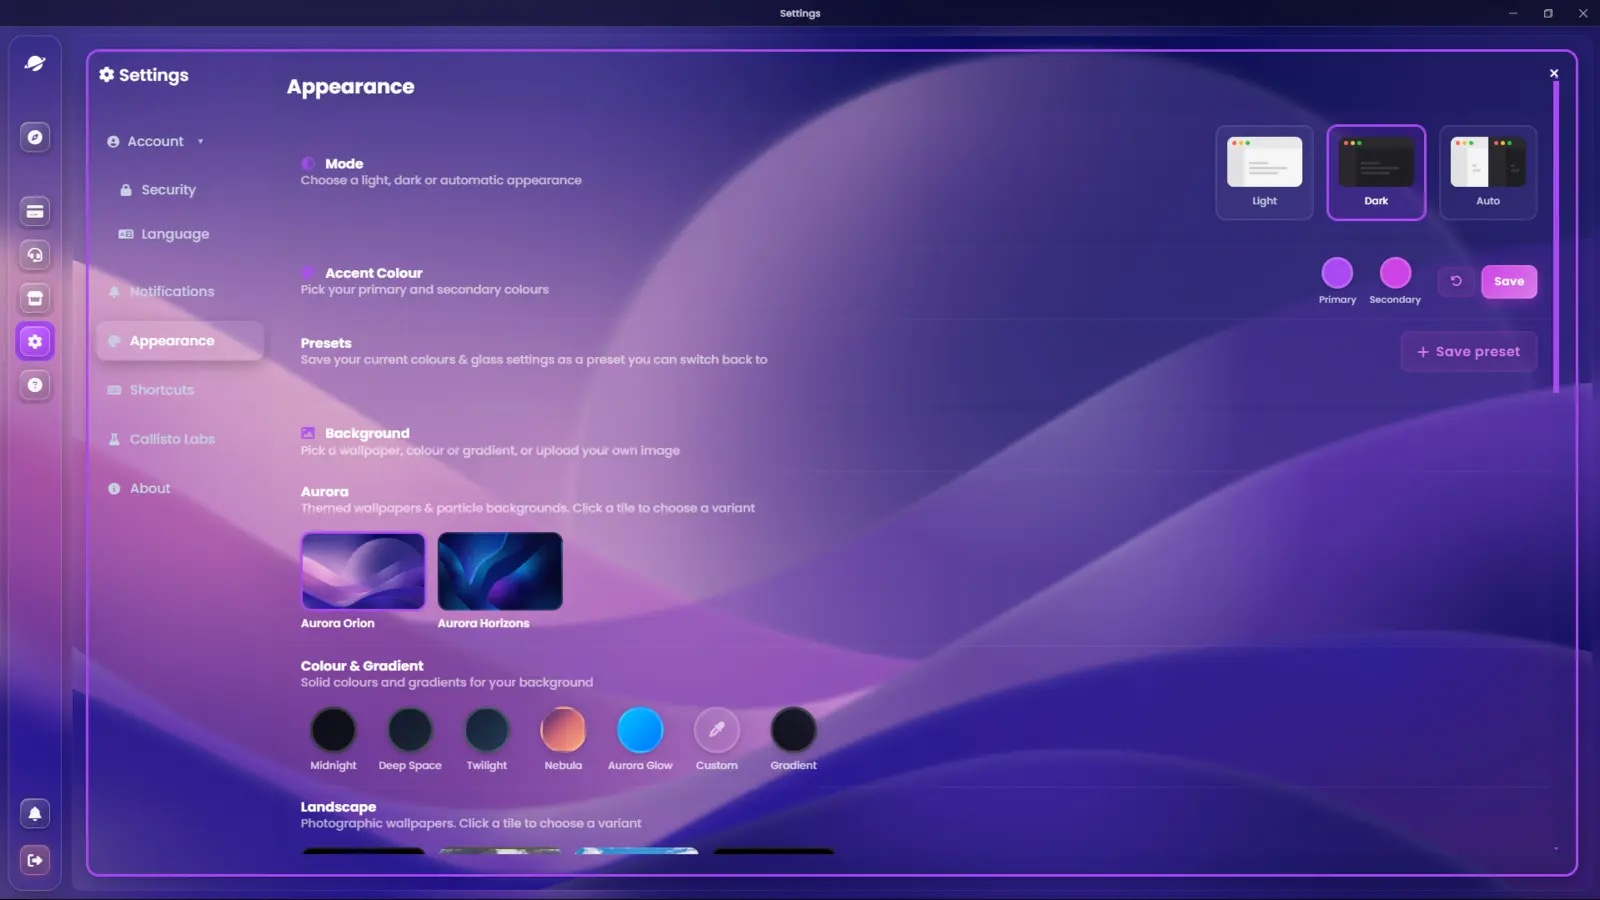 Settings
Settings
Account
Security
Language
Notifications
Appearance
Shortcuts
Callisto Labs
About
Appearance
Mode
Choose a light, dark or automatic appearance
Light
Dark
Auto
Accent Colour
Pick your primary and secondary colours
Primary
Secondary
Save
Presets
Save your current colours & glass settings as a preset you can switch back to
+ Save preset
Background
Pick a wallpaper, colour or gradient, or upload your own image
Aurora
Themed wallpapers & particle backgrounds. Click a tile to choose a variant
Aurora Orion
Aurora Horizons
Colour & Gradient
Solid colours and gradients for your background
Midnight
Deep Space
Twilight
Nebula
Aurora Glow
Custom
Gradient
Landscape
Photographic wallpapers. Click a tile to choose a variant